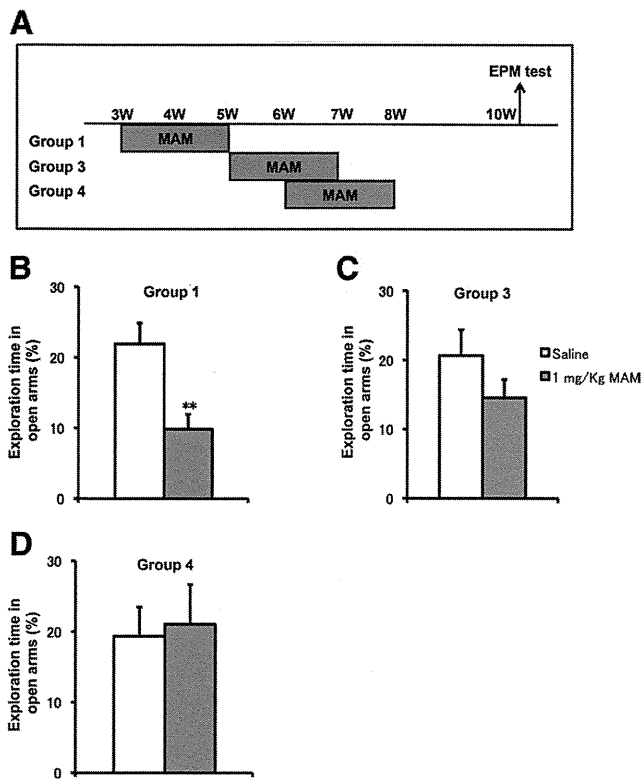 A
EPM test
3W 4W 5W 6W 7W 8W 10W
Group 1 MAM
Group 3 MAM
Group 4 MAM
B
Group 1
Exploration time in
open arms (%)
30
20
10
0
**
C
Group 3
Exploration time in
open arms (%)
30
20
10
0
Saline
1 mg/Kg MAM
D
Group 4
Exploration time in
open arms (%)
30
20
10
0